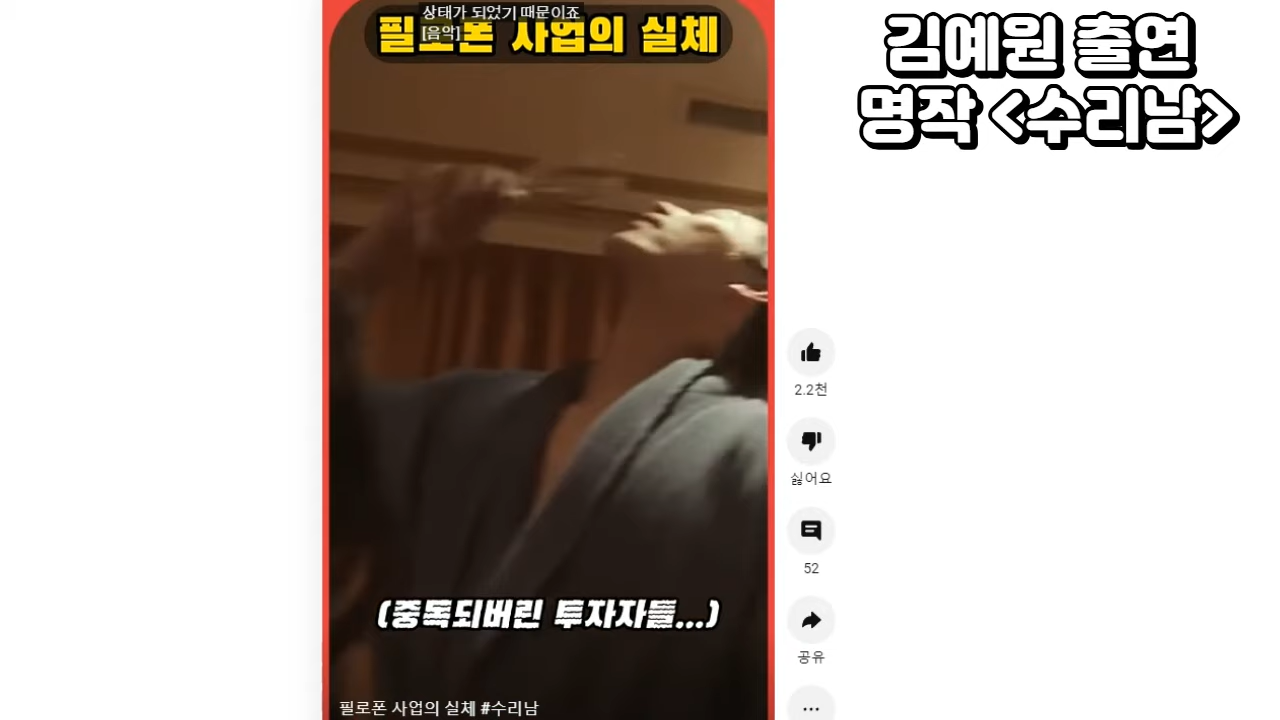 상태가 되었기 때문이죠
[음악]
필로폰 사업의 실체
김예원 출연
명작 <수리남>
2.2천
싫어요
52
공유
(중독되버린 투자자들...)
필로폰 사업의 실체 #수리남